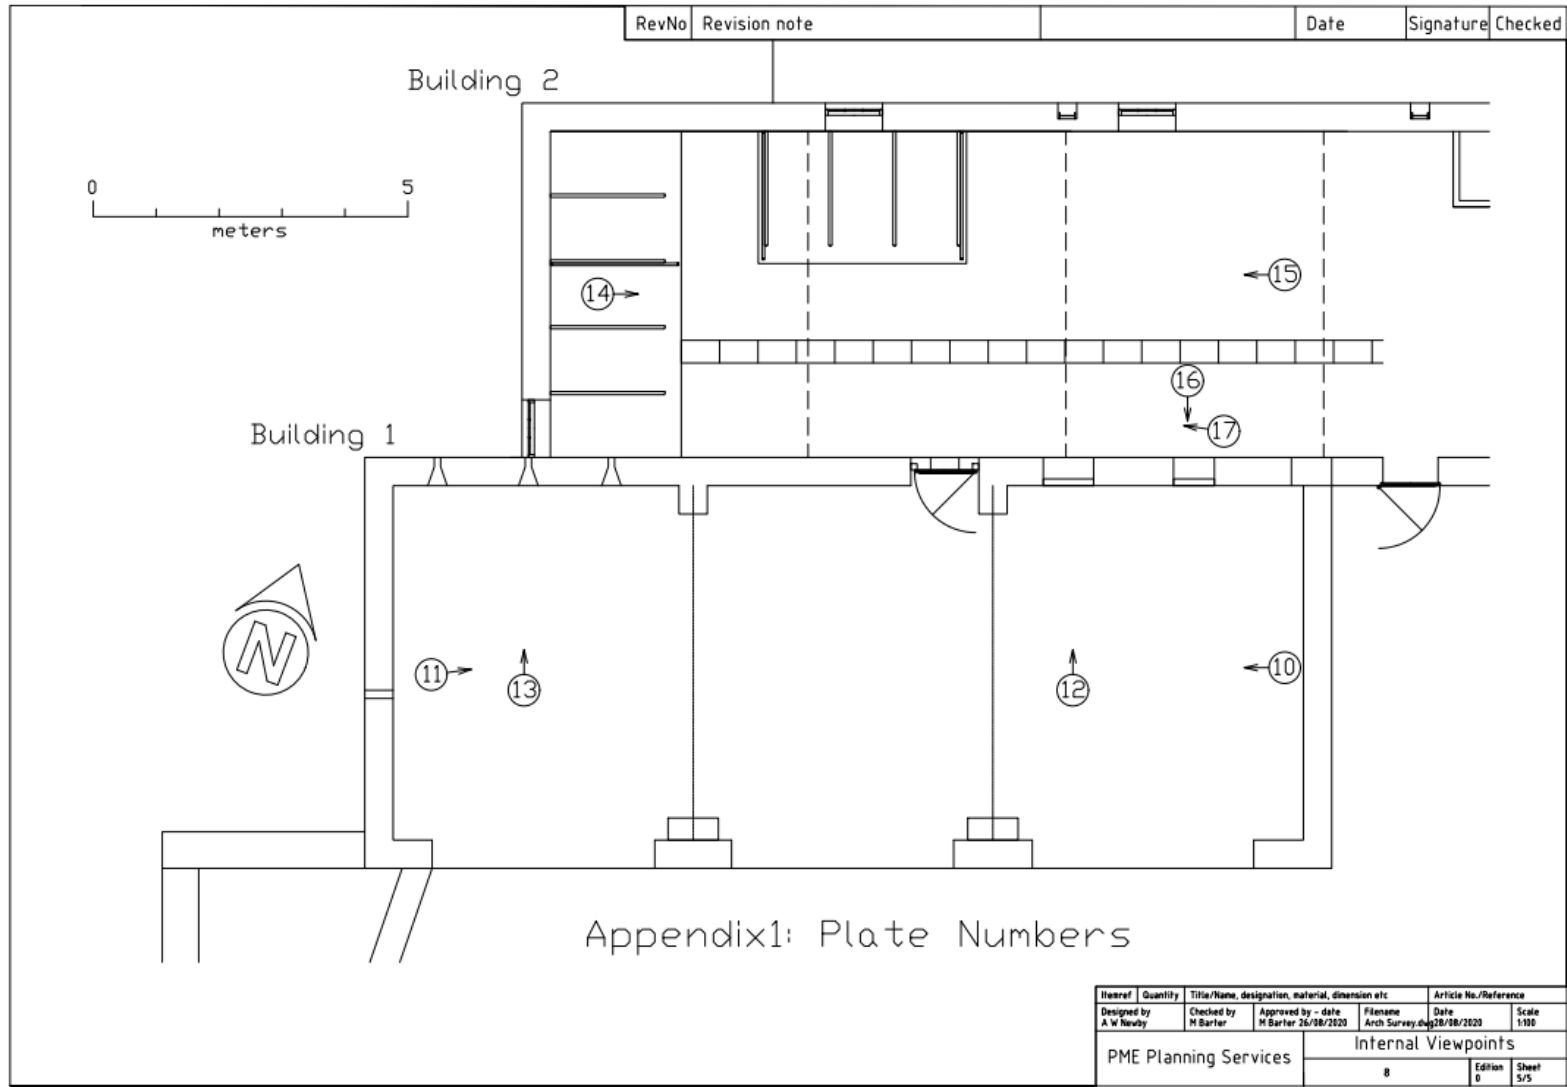 RevNo Revision note Date Signature Checked
Building 2
0 5
meters
15
14
16
17
Building 1
N
11 13 12 10
Appendix1: Plate Numbers
Itemref Quantity Title/Name, designation, material, dimension etc Article No./Reference
Designed by Checked by Approved by - date Filename Date Scale
A W Newby M Barter M Barter 26/08/2020 Arch Survey.dwg 28/08/2020 1:100
PME Planning Services Internal Viewpoints
8 Edition Sheet
0 5/5